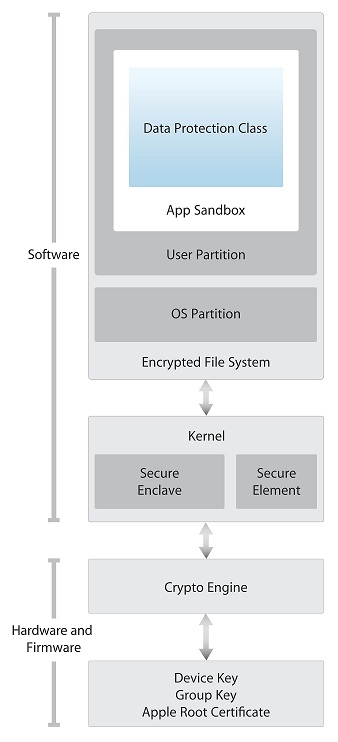 Data Protection Class
App Sandbox
User Partition
Software
OS Partition
Encrypted File System
Kernel
Secure
Enclave
Secure
Element
Crypto Engine
Hardware and
Firmware
Device Key
Group Key
Apple Root Certificate